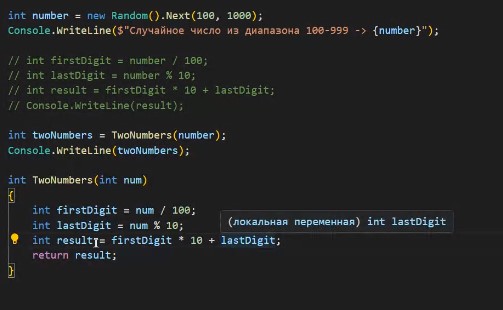 int number = new Random().Next(100, 1000);
Console.WriteLine($"Случайное число из диапазона 100-999 -> {number}");
// int firstDigit = number / 100;
// int lastDigit = number % 10;
// int result = firstDigit * 10 + lastDigit;
// Console.WriteLine(result);
int twoNumbers = TwoNumbers(number);
Console.WriteLine(twoNumbers);
int TwoNumbers(int num)
{
int firstDigit = num / 100;
int lastDigit = num % 10;
(локальная переменная) int lastDigit
int result = firstDigit * 10 + lastDigit;
return result;
}